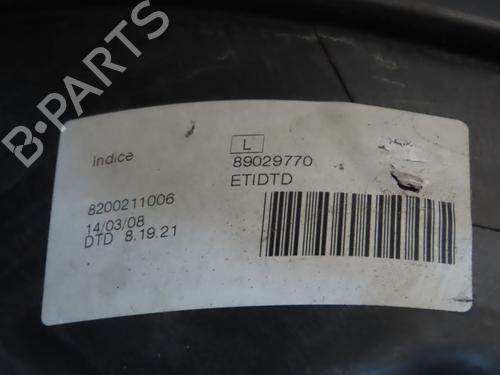 B-PARTS
L
indice
89029770
ETIDTD
8200211006
14/03/08
DTD 8.19.21